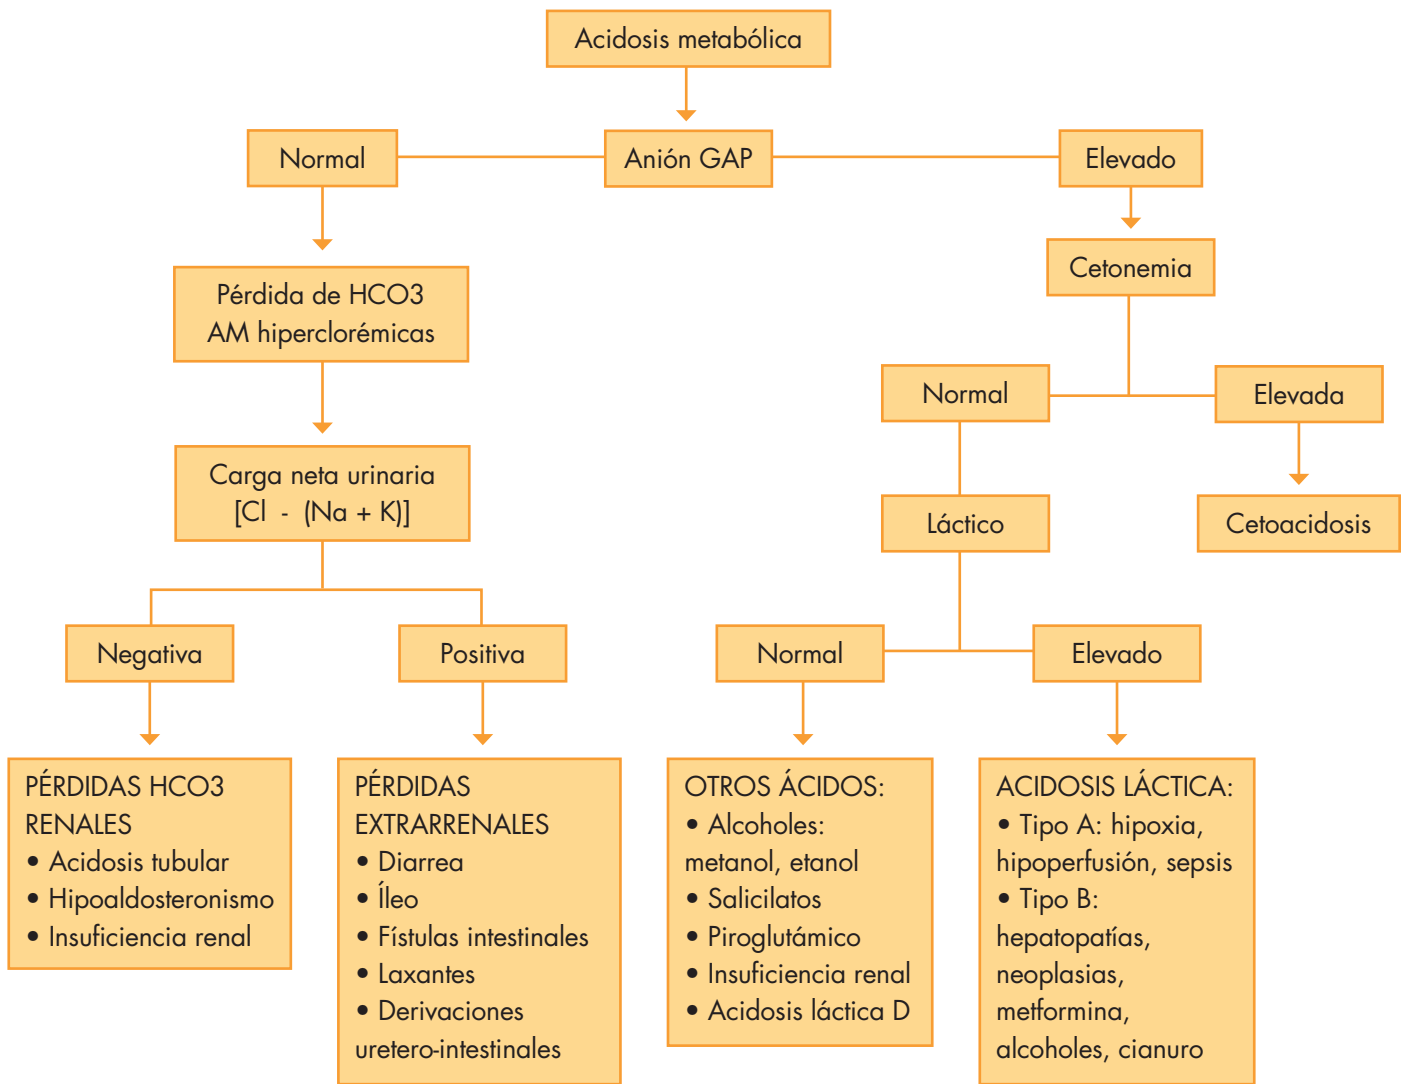 Acidosis metabólica
Normal
Anión GAP
Elevado
Pérdida de HCO3
AM hiperclorémicas
Cetonemia
Carga neta urinaria
[Cl - (Na + K)]
Normal
Elevada
Láctico
Cetoacidosis
Negativa
Positiva
Normal
Elevado
PÉRDIDAS HCO3
RENALES
• Acidosis tubular
• Hipoaldosteronismo
• Insuficiencia renal
PÉRDIDAS
EXTRARRENALES
• Diarrea
• Íleo
• Fístulas intestinales
• Laxantes
• Derivaciones
uretero-intestinales
OTROS ÁCIDOS:
• Alcoholes:
metanol, etanol
• Salicilatos
• Piroglutámico
• Insuficiencia renal
• Acidosis láctica D
ACIDOSIS LÁCTICA:
• Tipo A: hipoxia,
hipoperfusión, sepsis
• Tipo B:
hepatopatías,
neoplasias,
metformina,
alcoholes, cianuro